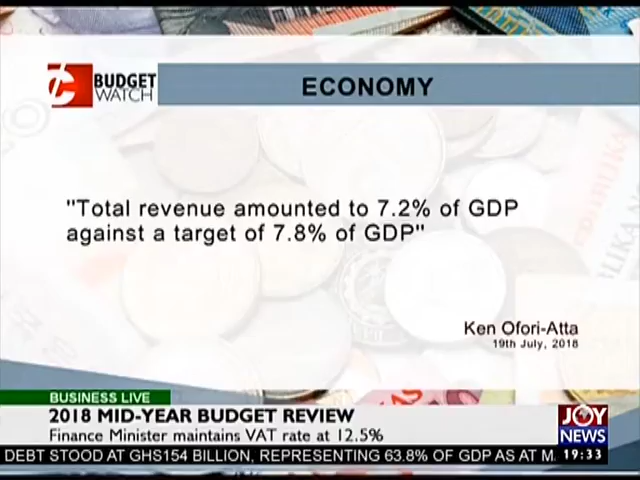 BUDGET
WATCH
ECONOMY
"Total revenue amounted to 7.2% of GDP
against a target of 7.8% of GDP"
Ken Ofori-Atta
19th July, 2018
BUSINESS LIVE
2018 MID-YEAR BUDGET REVIEW
Finance Minister maintains VAT rate at 12.5%
JOY
NEWS
DEBT STOOD AT GHS154 BILLION, REPRESENTING 63.8% OF GDP AS AT M
19:33